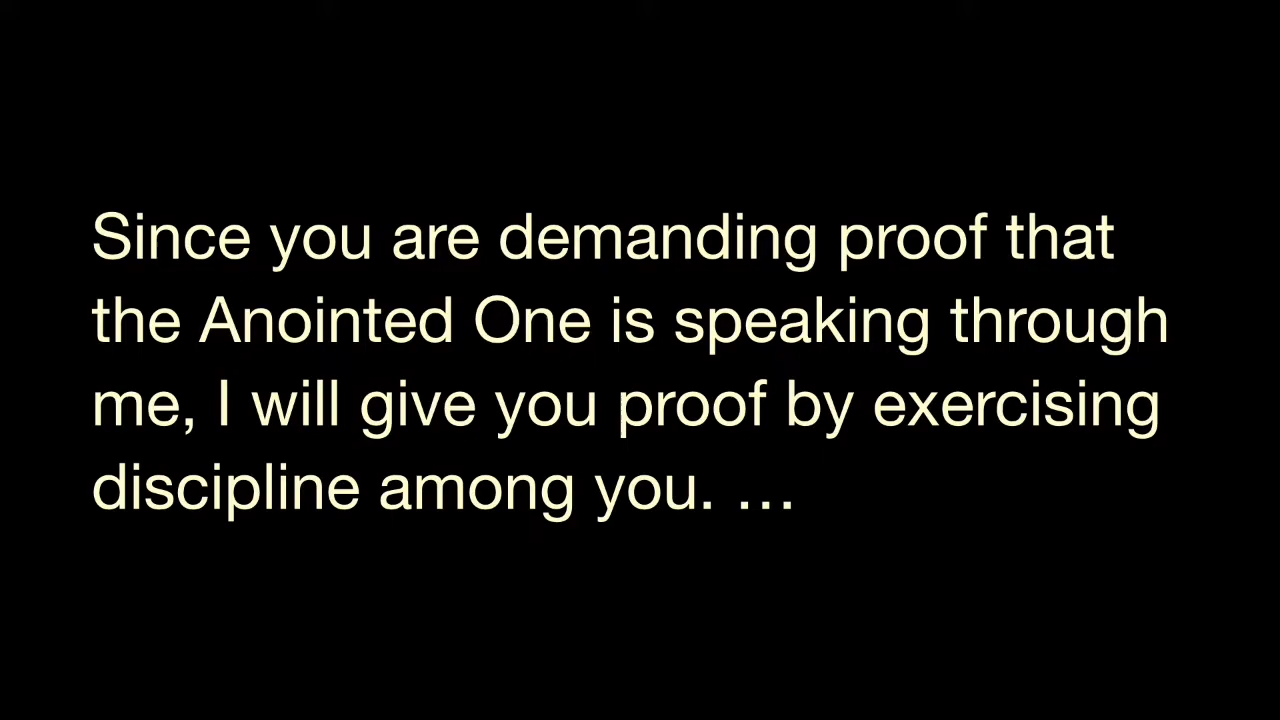 Since you are demanding proof that
the Anointed One is speaking through
me, I will give you proof by exercising
discipline among you. …